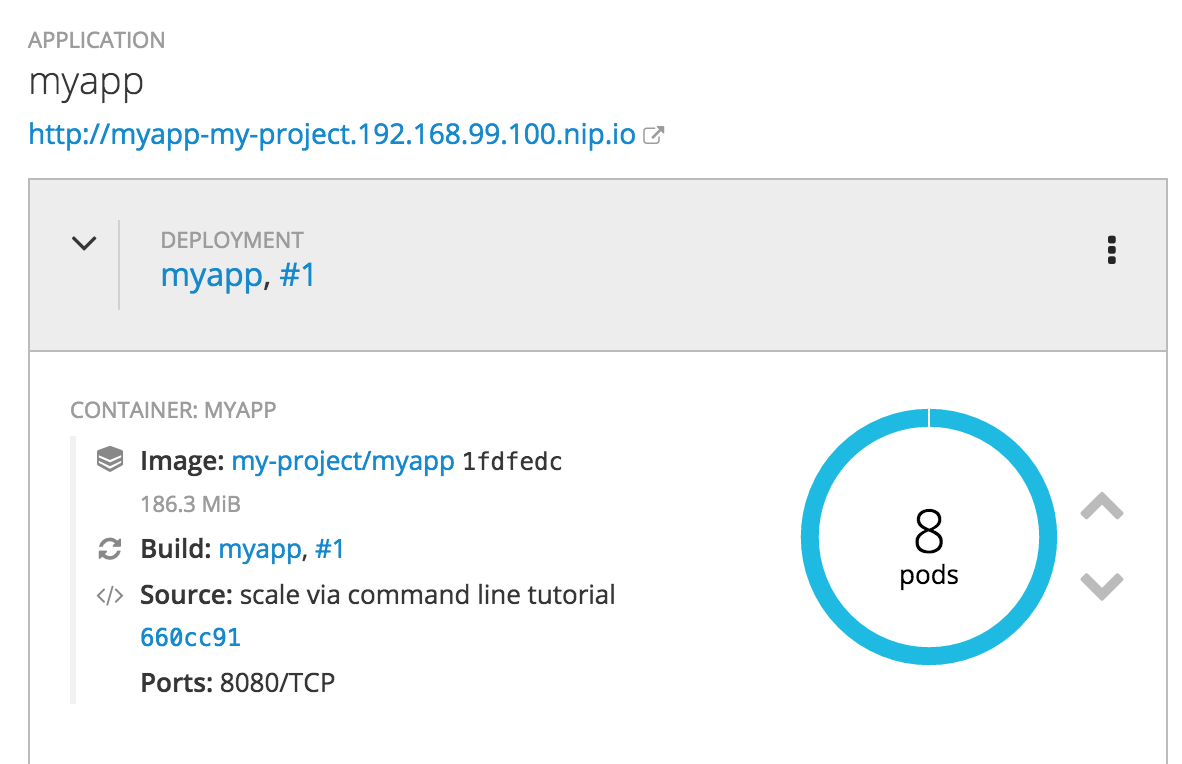 APPLICATION
myapp
http://myapp-my-project.192.168.99.100.nip.io
DEPLOYMENT
myapp, #1
CONTAINER: MYAPP
Image: my-project/myapp 1fdfedc
186.3 MiB
Build: myapp, #1
Source: scale via command line tutorial
660cc91
Ports: 8080/TCP
8
pods